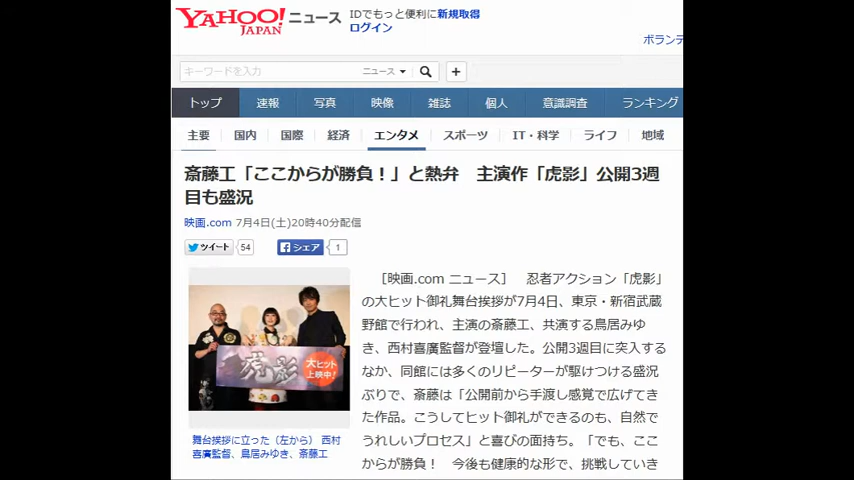 YAHOO! JAPAN ニュース
IDでもっと便利に新規取得
ログイン
ボランテ
キーワードを入力 ニュース
トップ 速報 写真 映像 雑誌 個人 意識調査 ランキング
主要 国内 国際 経済 エンタメ スポーツ IT・科学 ライフ 地域
斎藤工「ここからが勝負！」と熱弁　主演作「虎影」公開3週
目も盛況
映画.com 7月4日(土)20時40分配信
ツイート 54 シェア 1
［映画.com ニュース］　忍者アクション「虎影」
の大ヒット御礼舞台挨拶が7月4日、東京・新宿武蔵
野館で行われ、主演の斎藤工、共演する鳥居みゆ
き、西村喜廣監督が登壇した。公開3週目に突入する
なか、同館には多くのリピーターが駆けつける盛況
ぶりで、斎藤は「公開前から手渡し感覚で広げてき
た作品。こうしてヒット御礼ができるのも、自然で
うれしいプロセス」と喜びの面持ち。「でも、ここ
からが勝負！　今後も健康的な形で、挑戦していき
虎影
大ヒット
上映中!
舞台挨拶に立った（左から） 西村
喜廣監督、鳥居みゆき、斎藤工